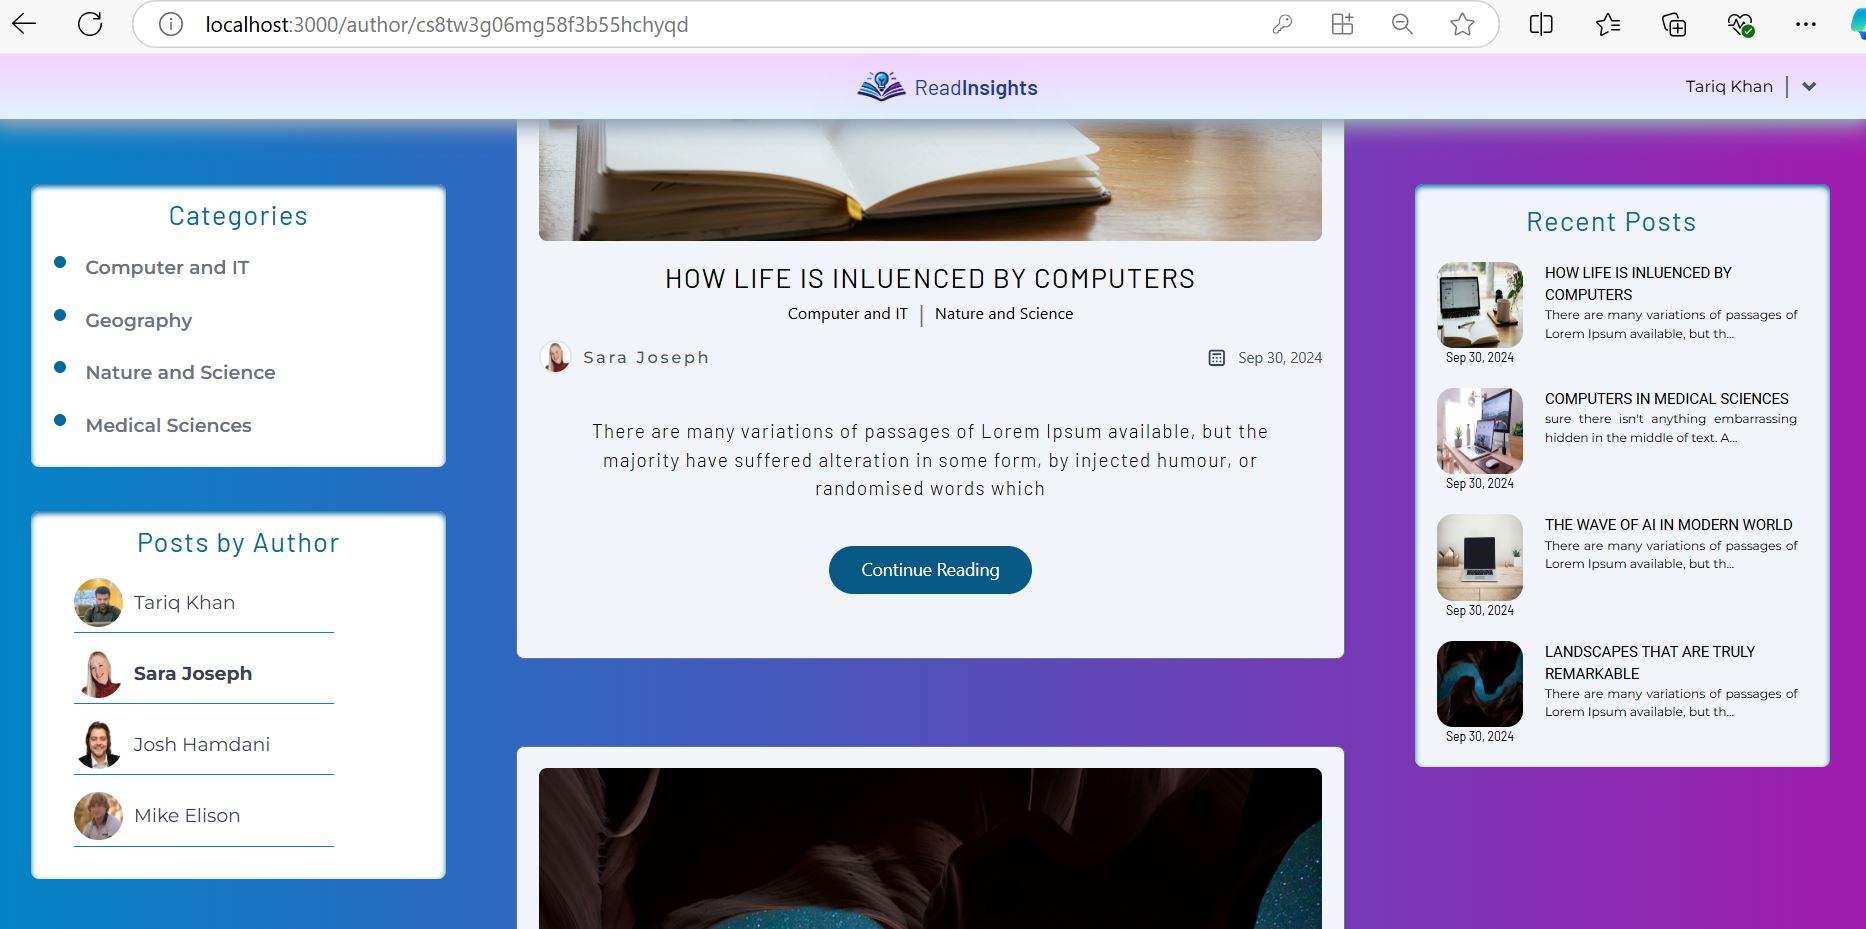 localhost:3000/author/cs8tw3g06mg58f3b55hchyqd
ReadInsights
Tariq Khan
Categories
Computer and IT
Geography
Nature and Science
Medical Sciences
Posts by Author
Tariq Khan
Sara Joseph
Josh Hamdani
Mike Elison
HOW LIFE IS INLUENCED BY COMPUTERS
Computer and IT | Nature and Science
Sara Joseph
Sep 30, 2024
There are many variations of passages of Lorem Ipsum available, but the
majority have suffered alteration in some form, by injected humour, or
randomised words which
Continue Reading
Recent Posts
HOW LIFE IS INLUENCED BY
COMPUTERS
There are many variations of passages of
Lorem Ipsum available, but th...
Sep 30, 2024
COMPUTERS IN MEDICAL SCIENCES
sure there isn't anything embarrassing
hidden in the middle of text. A...
Sep 30, 2024
THE WAVE OF AI IN MODERN WORLD
There are many variations of passages of
Lorem Ipsum available, but th...
Sep 30, 2024
LANDSCAPES THAT ARE TRULY
REMARKABLE
There are many variations of passages of
Lorem Ipsum available, but th...
Sep 30, 2024